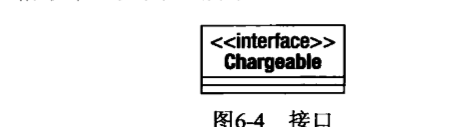 <<interface>>
Chargeable
图6-4 接口